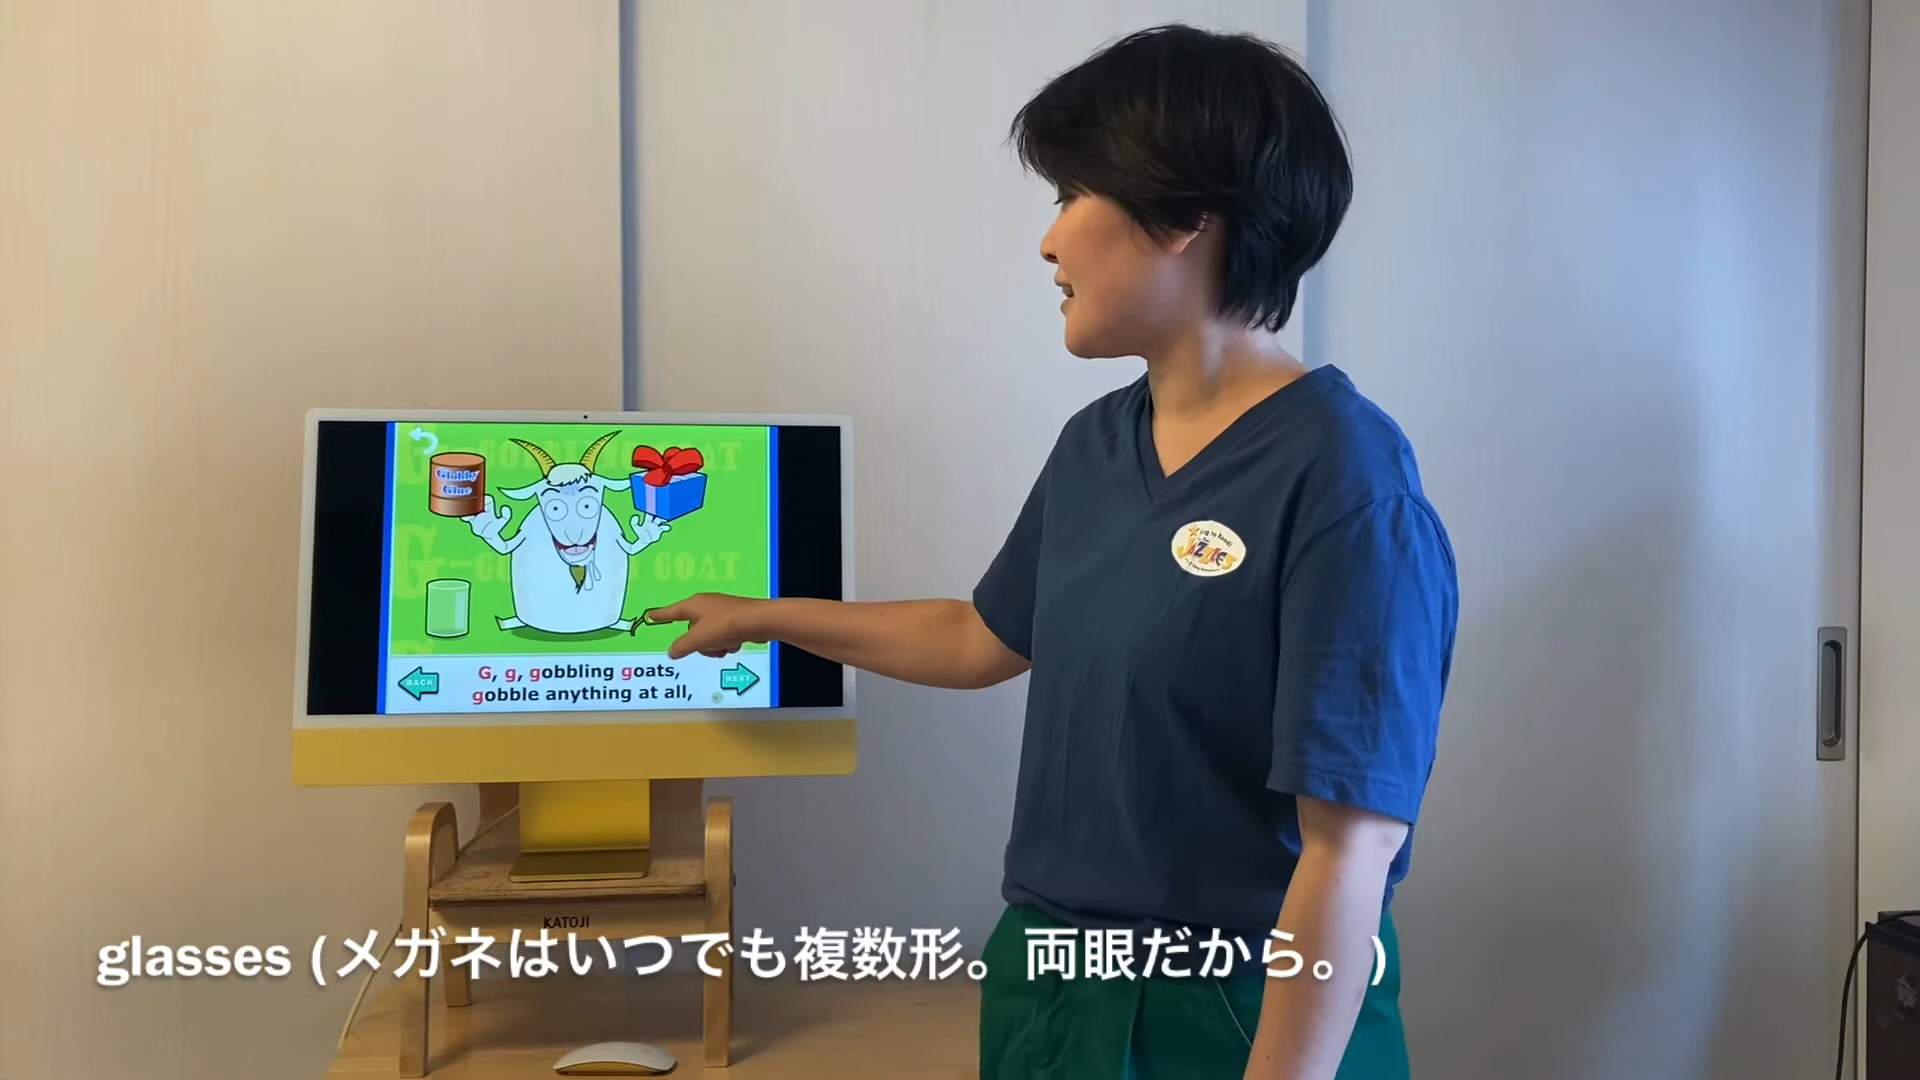 Globby
Glue
G, g, gobbling goats,
gobble anything at all,
BACK
NEXT
KATOJI
glasses (メガネはいつでも複数形。両眼だから。)